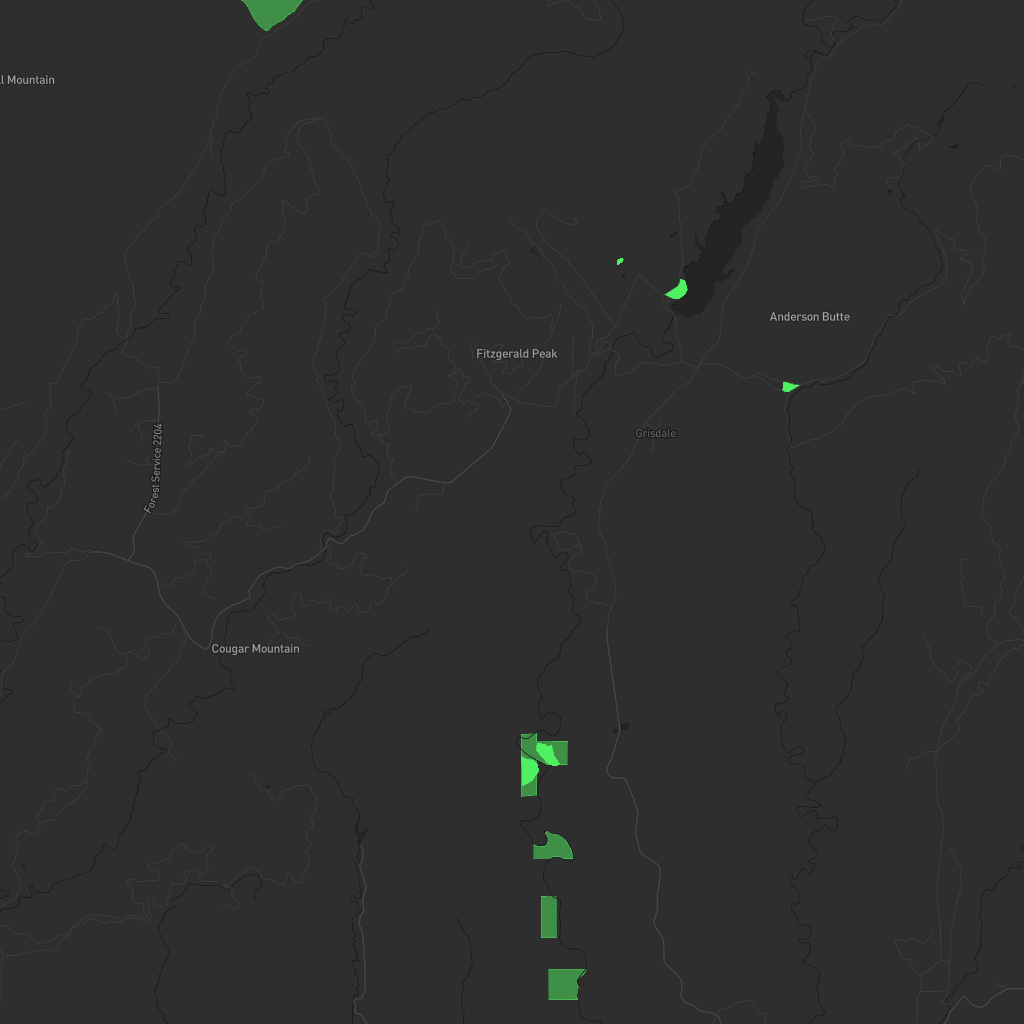 Mountain
Anderson Butte
Fitzgerald Peak
Grisdale
Forest Service 2204
Cougar Mountain